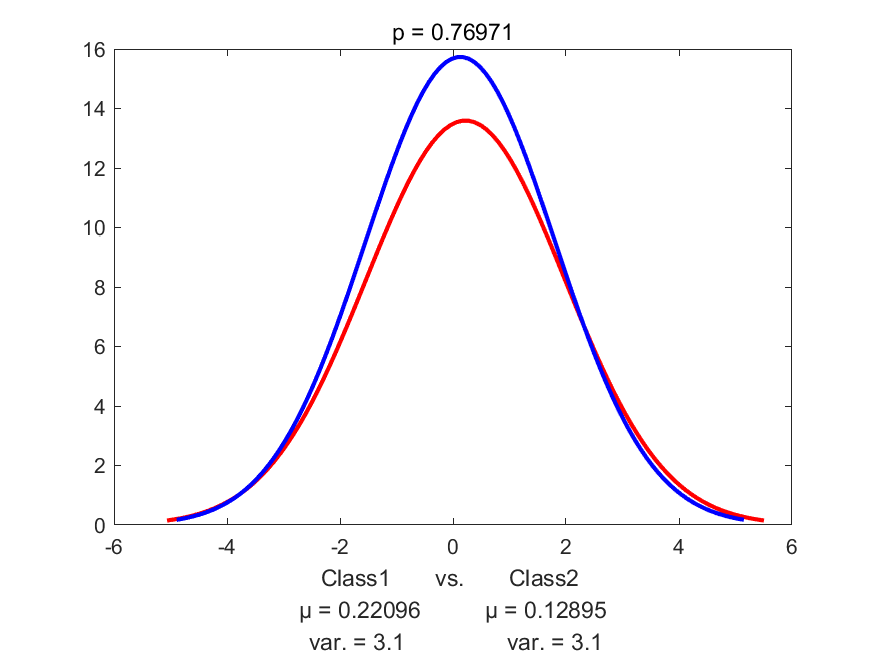 p = 0.76971
16
14
12
10
8
6
4
2
0
-6 -4 -2 0 2 4 6
Class1 vs. Class2
μ = 0.22096 μ = 0.12895
var. = 3.1 var. = 3.1